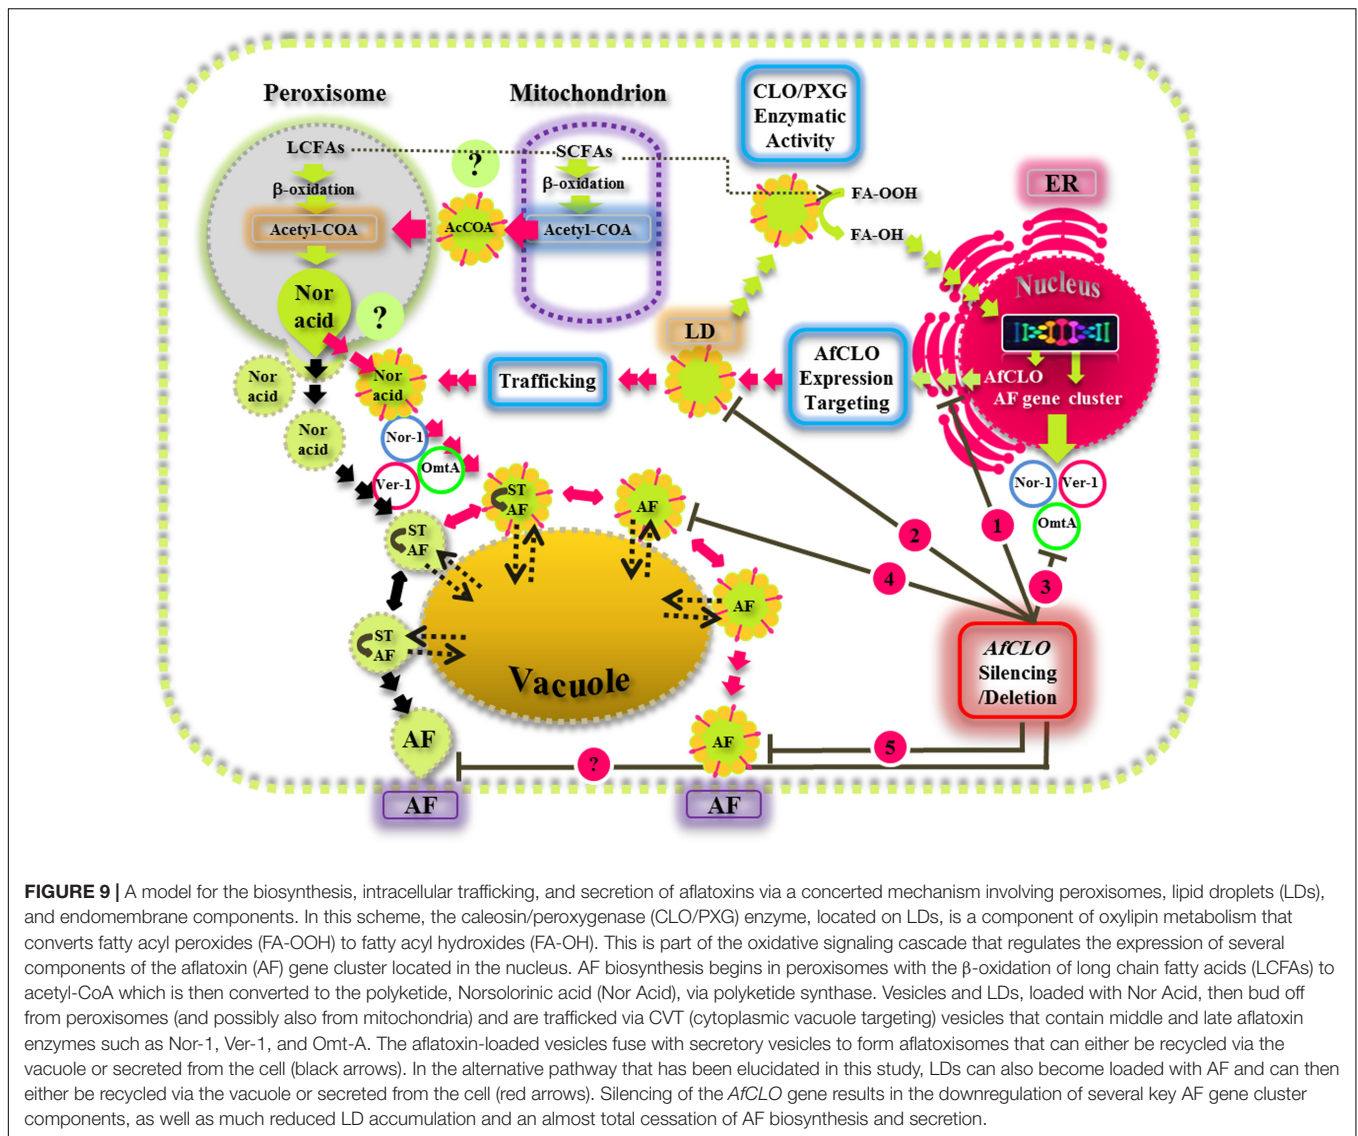 Peroxisome
Mitochondrion
CLO/PXG
Enzymatic
Activity
LCFAs
SCFAs
?
β-oxidation
β-oxidation
ER
FA-OOH
Acetyl-COA
AcCOA
Acetyl-COA
FA-OH
Nucleus
Nor
acid
?
LD
AfCLO
Expression
Targeting
Nor
acid
Nor
acid
Trafficking
AfCLO
AF gene cluster
Nor
acid
Nor-1
OmtA
Ver-1
Nor-1
Ver-1
OmtA
ST
AF
AF
ST
AF
1
2
3
4
AF
ST
AF
Vacuole
AfCLO
Silencing
/Deletion
AF
AF
5
?
AF
AF
FIGURE 9 | A model for the biosynthesis, intracellular trafficking, and secretion of aflatoxins via a concerted mechanism involving peroxisomes, lipid droplets (LDs),
and endomembrane components. In this scheme, the caleosin/peroxygenase (CLO/PXG) enzyme, located on LDs, is a component of oxylipin metabolism that
converts fatty acyl peroxides (FA-OOH) to fatty acyl hydroxides (FA-OH). This is part of the oxidative signaling cascade that regulates the expression of several
components of the aflatoxin (AF) gene cluster located in the nucleus. AF biosynthesis begins in peroxisomes with the β-oxidation of long chain fatty acids (LCFAs) to
acetyl-CoA which is then converted to the polyketide, Norsolorinic acid (Nor Acid), via polyketide synthase. Vesicles and LDs, loaded with Nor Acid, then bud off
from peroxisomes (and possibly also from mitochondria) and are trafficked via CVT (cytoplasmic vacuole targeting) vesicles that contain middle and late aflatoxin
enzymes such as Nor-1, Ver-1, and Omt-A. The aflatoxin-loaded vesicles fuse with secretory vesicles to form aflatoxisomes that can either be recycled via the
vacuole or secreted from the cell (black arrows). In the alternative pathway that has been elucidated in this study, LDs can also become loaded with AF and can then
either be recycled via the vacuole or secreted from the cell (red arrows). Silencing of the AfCLO gene results in the downregulation of several key AF gene cluster
components, as well as much reduced LD accumulation and an almost total cessation of AF biosynthesis and secretion.